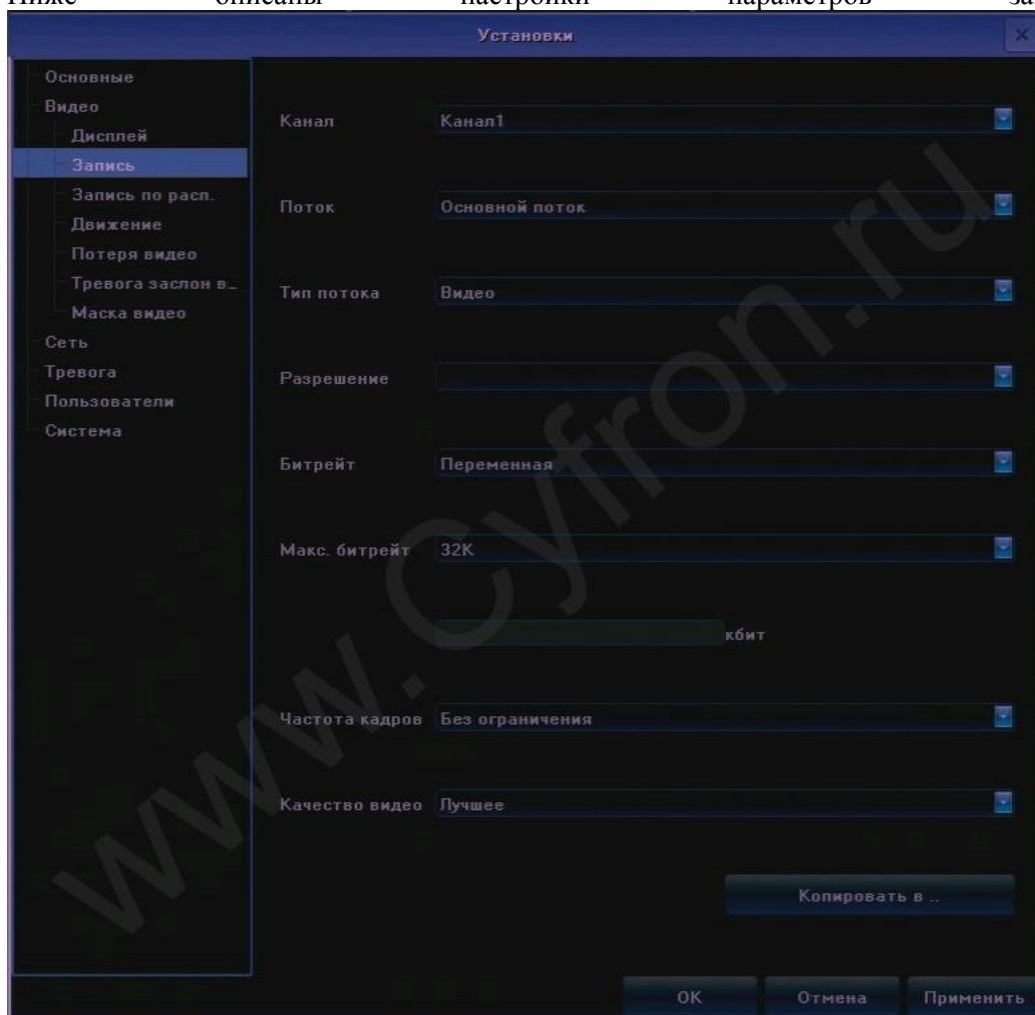 Ниже описаны настройки параметров
Установки
Основные
Видео
Дисплей
Запись
Запись по расп.
Движение
Потеря видео
Тревога заслон в_
Маска видео
Сеть
Тревога
Пользователи
Система
Канал Канал1
Поток Основной поток
Тип потока Видео
Разрешение
Битрейт Переменная
Макс. битрейт 32K
кбит
Частота кадров Без ограничения
Качество видео Лучшее
Копировать в ..
OK Отмена Применить
www.Cyfron.ru